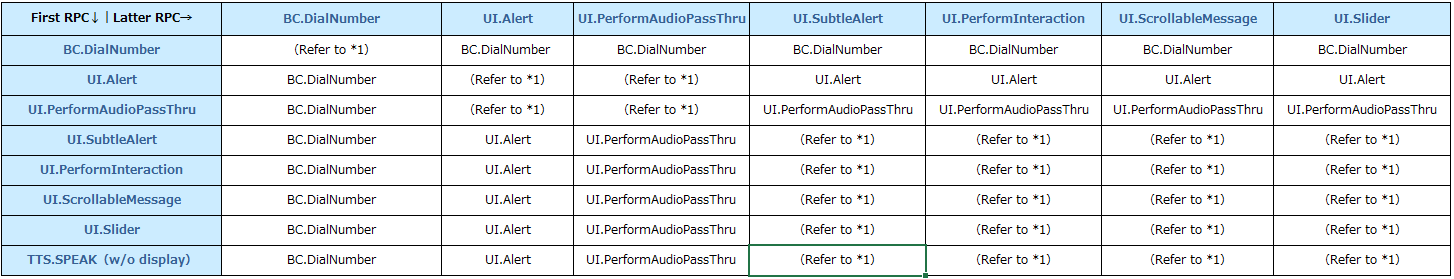 First RPC↓ | Latter RPC→ BC.DialNumber UI.Alert UI.PerformAudioPassThru UI.SubtleAlert UI.PerformInteraction UI.ScrollableMessage UI.Slider
BC.DialNumber (Refer to *1) BC.DialNumber BC.DialNumber BC.DialNumber BC.DialNumber BC.DialNumber BC.DialNumber
UI.Alert BC.DialNumber (Refer to *1) (Refer to *1) UI.Alert UI.Alert UI.Alert UI.Alert
UI.PerformAudioPassThru BC.DialNumber (Refer to *1) (Refer to *1) UI.PerformAudioPassThru UI.PerformAudioPassThru UI.PerformAudioPassThru UI.PerformAudioPassThru
UI.SubtleAlert BC.DialNumber UI.Alert UI.PerformAudioPassThru (Refer to *1) (Refer to *1) (Refer to *1) (Refer to *1)
UI.PerformInteraction BC.DialNumber UI.Alert UI.PerformAudioPassThru (Refer to *1) (Refer to *1) (Refer to *1) (Refer to *1)
UI.ScrollableMessage BC.DialNumber UI.Alert UI.PerformAudioPassThru (Refer to *1) (Refer to *1) (Refer to *1) (Refer to *1)
UI.Slider BC.DialNumber UI.Alert UI.PerformAudioPassThru (Refer to *1) (Refer to *1) (Refer to *1) (Refer to *1)
TTS.SPEAK (w/o display) BC.DialNumber UI.Alert UI.PerformAudioPassThru (Refer to *1) (Refer to *1) (Refer to *1) (Refer to *1)